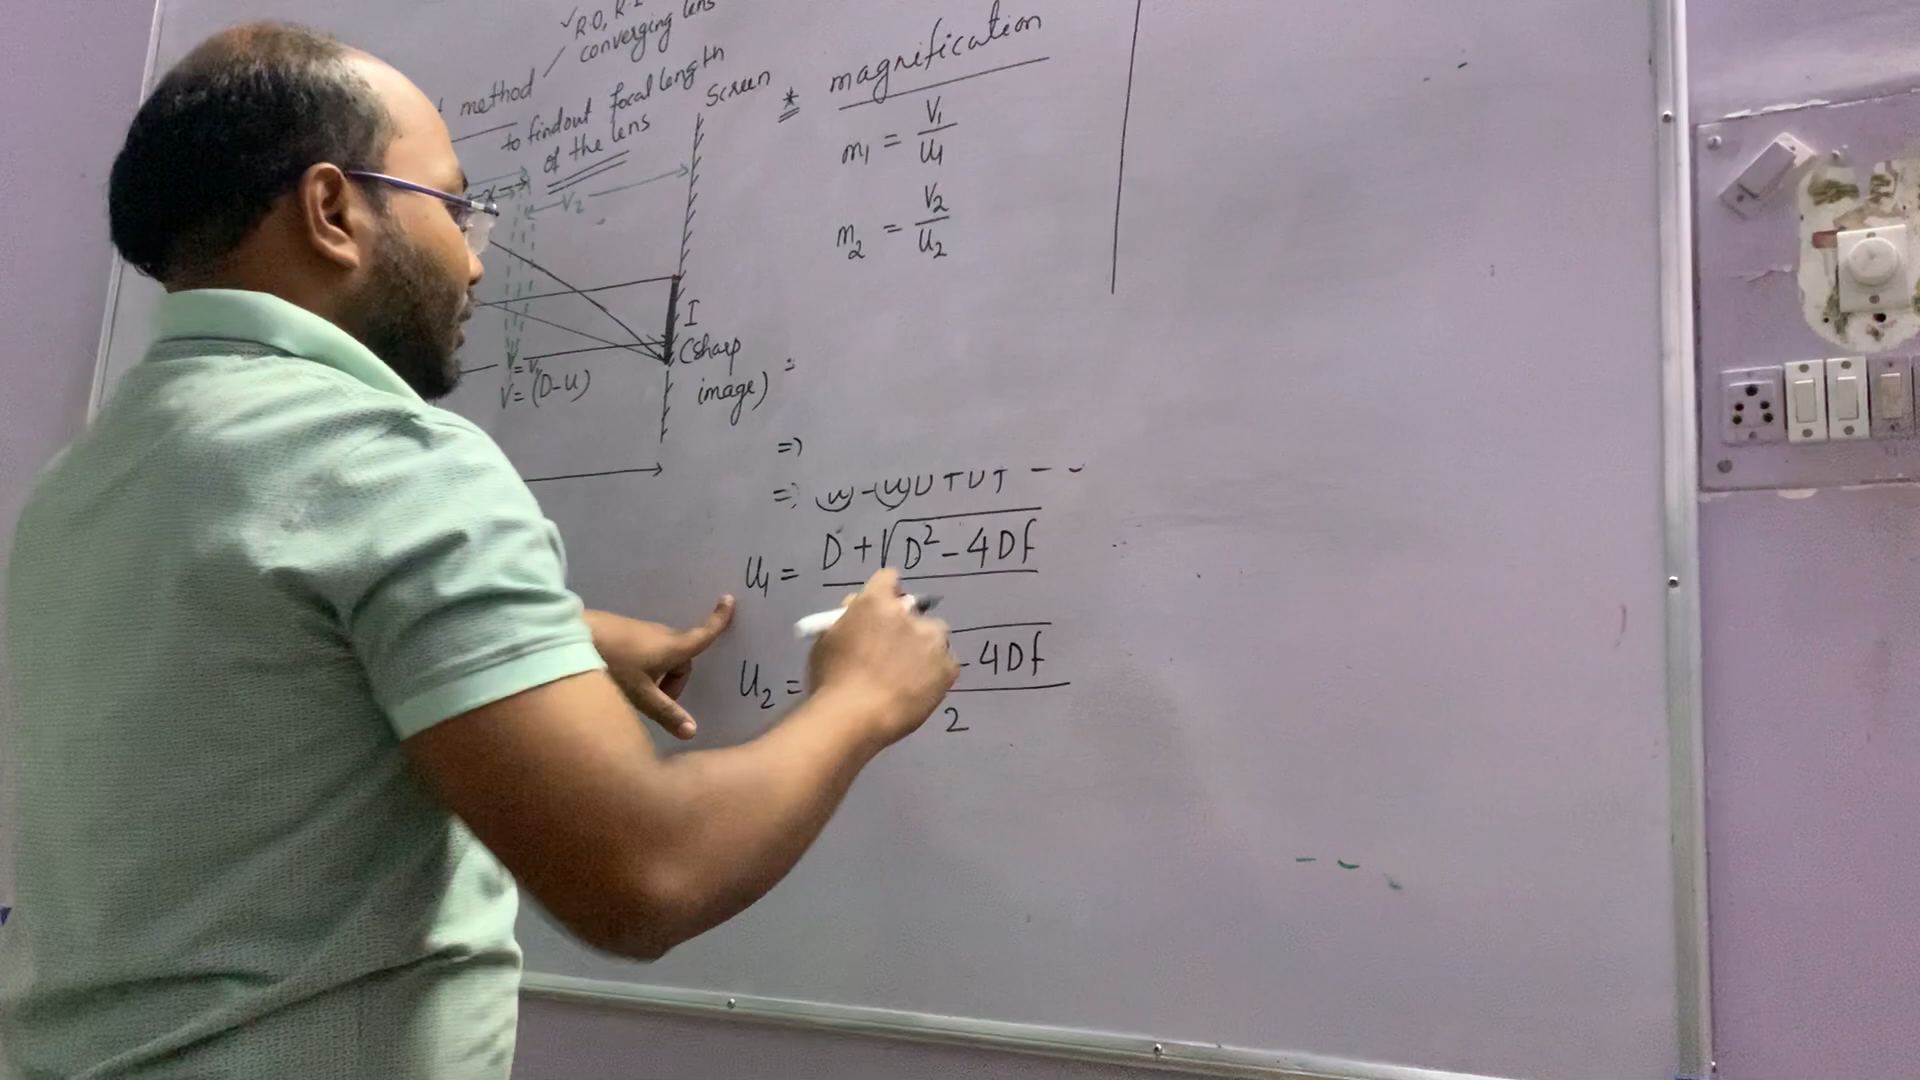 ✓R.O, R.I
converging lens
method
to findout focal length
of the lens
Screen
x
V2
I
(sharp
image)
V = (D-u)
* magnification
m1 = V1/u1
m2 = V2/u2
=>
=>
u1 = D + √D² - 4Df
u2 = - 4Df
2